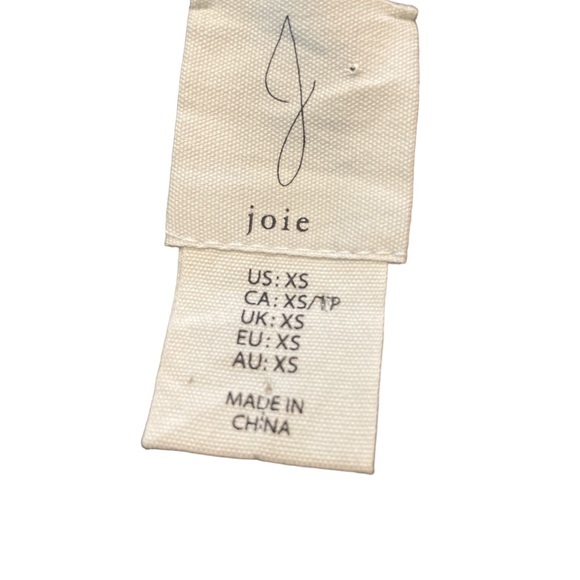 J
joie
US: XS
CA: XS/TP
UK: XS
EU: XS
AU: XS
MADE IN
CHINA